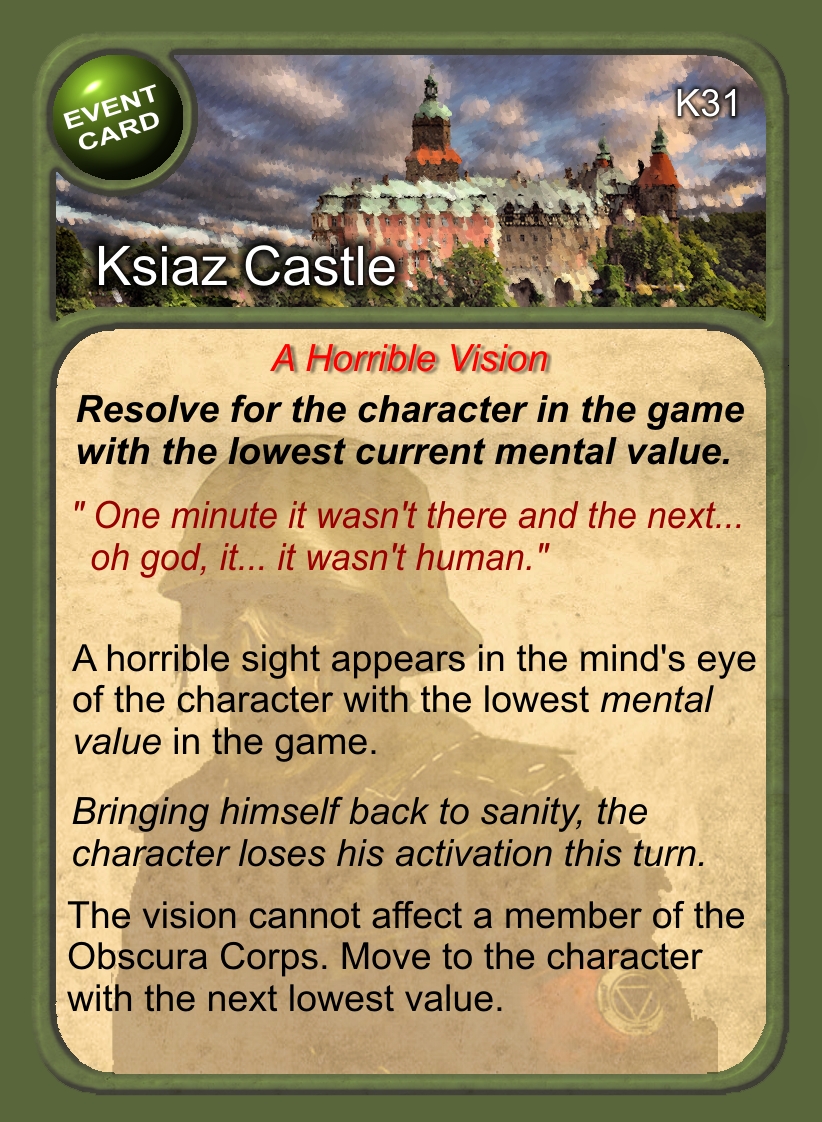 EVENT
CARD
K31
Ksiaz Castle
A Horrible Vision
Resolve for the character in the game
with the lowest current mental value.
" One minute it wasn't there and the next...
oh god, it... it wasn't human."
A horrible sight appears in the mind's eye
of the character with the lowest mental
value in the game.
Bringing himself back to sanity, the
character loses his activation this turn.
The vision cannot affect a member of the
Obscura Corps. Move to the character
with the next lowest value.